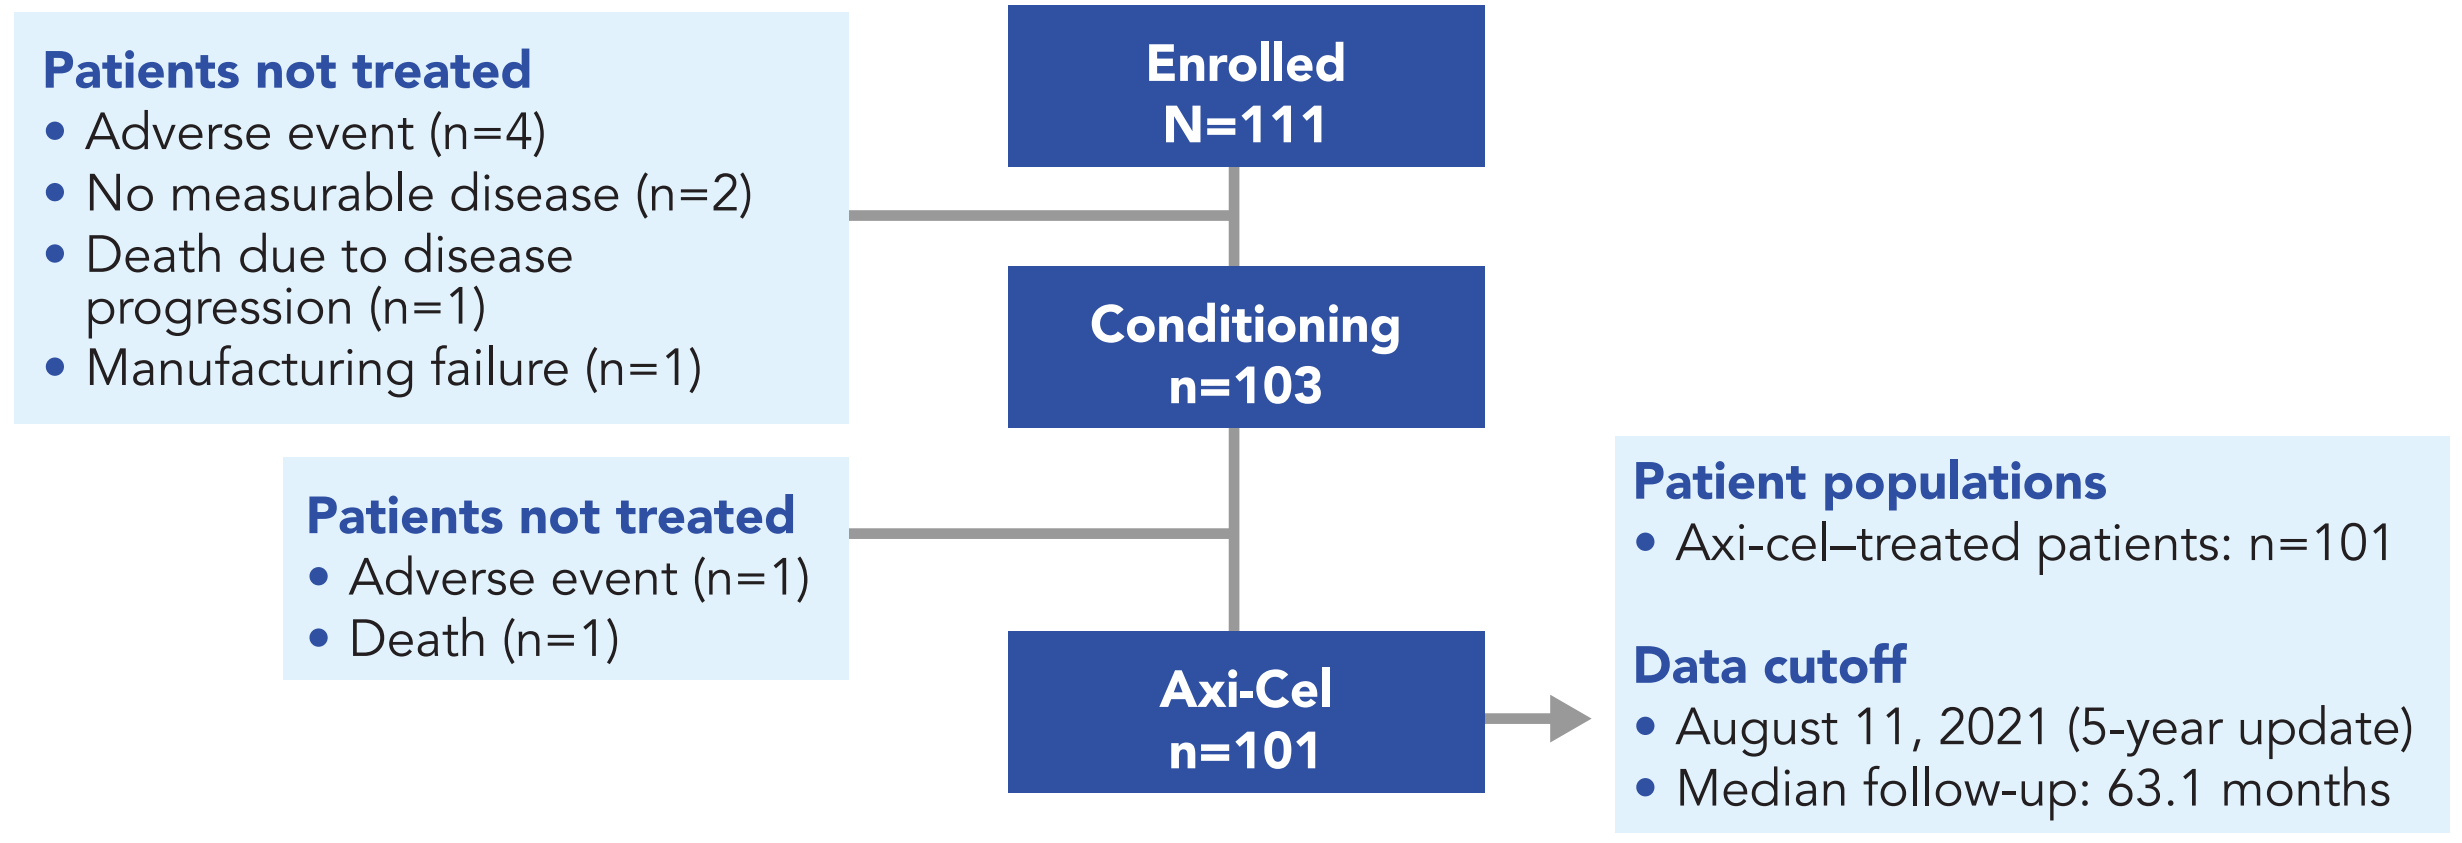 Enrolled
N=111
Patients not treated
• Adverse event (n=4)
• No measurable disease (n=2)
• Death due to disease
progression (n=1)
• Manufacturing failure (n=1)
Conditioning
n=103
Patients not treated
• Adverse event (n=1)
• Death (n=1)
Axi-Cel
n=101
Patient populations
• Axi-cel–treated patients: n=101
Data cutoff
• August 11, 2021 (5-year update)
• Median follow-up: 63.1 months